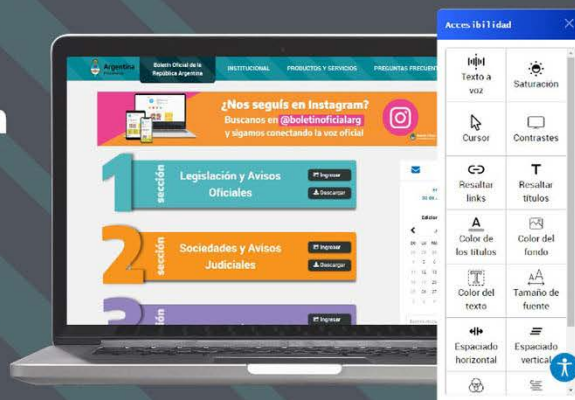 Argentina
Boletín Oficial de la
República Argentina
INSTITUCIONAL
PRODUCTOS Y SERVICIOS
PREGUNTAS FRECUENT
¿Nos seguís en Instagram?
Buscanos en @boletinoficialarg
y sigamos conectando la voz oficial
1
sección
Legislación y Avisos
Oficiales
Ingresar
Descargar
2
sección
Sociedades y Avisos
Judiciales
Ingresar
Descargar
sección
Ingresar
Accesibilidad
Texto a
voz
Saturación
Cursor
Contrastes
Resaltar
links
Resaltar
títulos
Color de
los títulos
Color del
fondo
Color del
texto
Tamaño de
fuente
Espaciado
horizontal
Espaciado
vertical